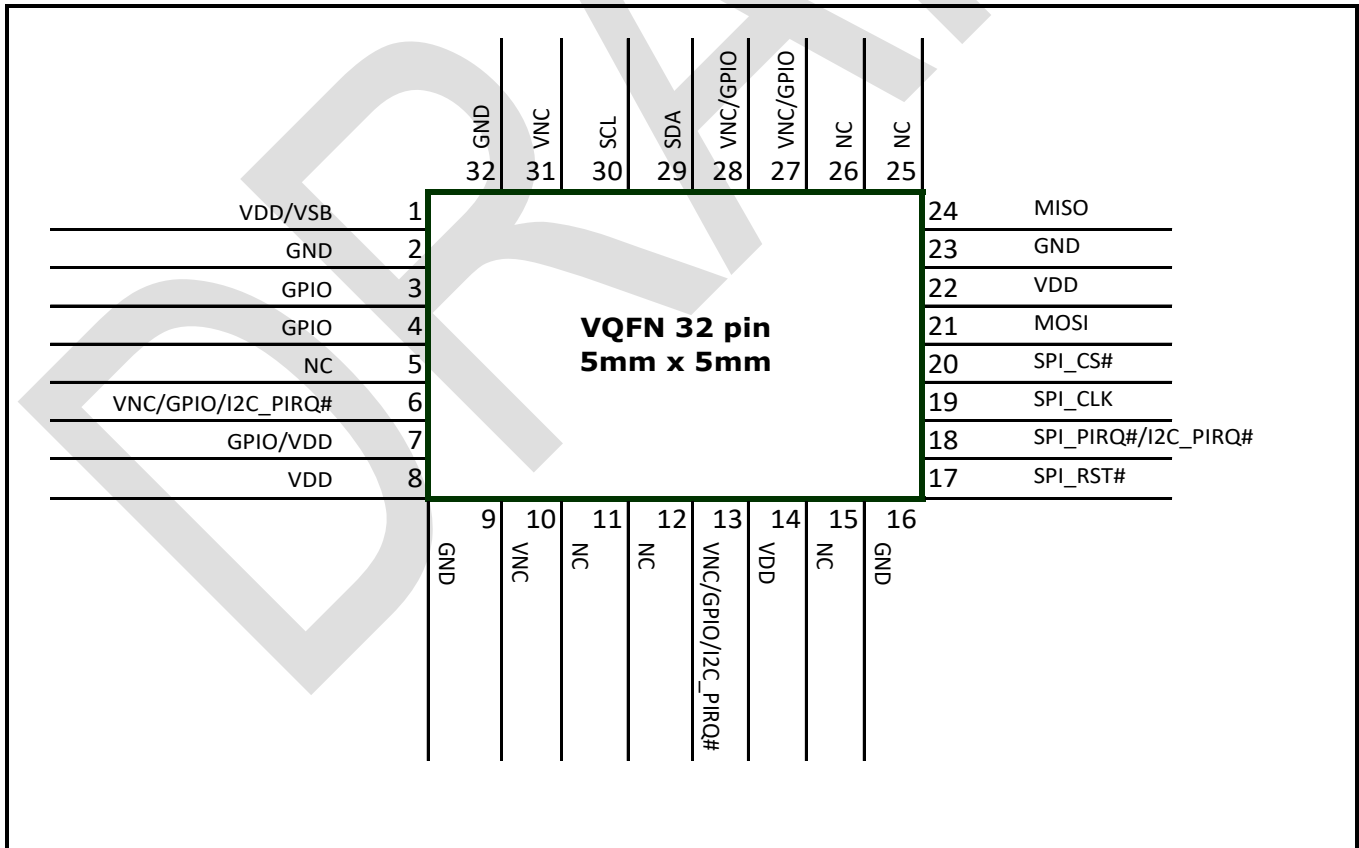 GND
VNC
SCL
SDA
VNC/GPIO
VNC/GPIO
NC
NC
32 31 30 29 28 27 26 25
VDD/VSB 1
GND 2
GPIO 3
GPIO 4
NC 5
VNC/GPIO/I2C_PIRQ# 6
GPIO/VDD 7
VDD 8
VQFN 32 pin
5mm x 5mm
24 MISO
23 GND
22 VDD
21 MOSI
20 SPI_CS#
19 SPI_CLK
18 SPI_PIRQ#/I2C_PIRQ#
17 SPI_RST#
9 10 11 12 13 14 15 16
GND
VNC
NC
NC
VNC/GPIO/I2C_PIRQ#
VDD
NC
GND